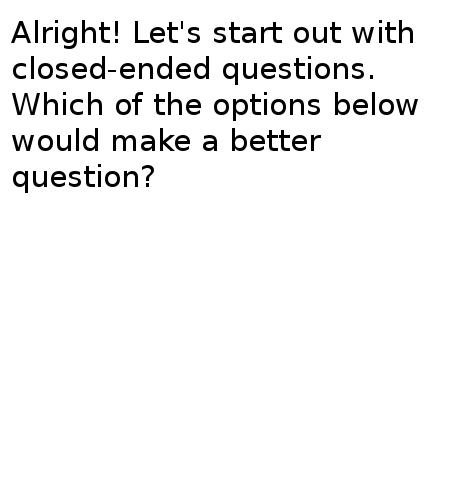 Alright! Let's start out with
closed-ended questions.
Which of the options below
would make a better
question?